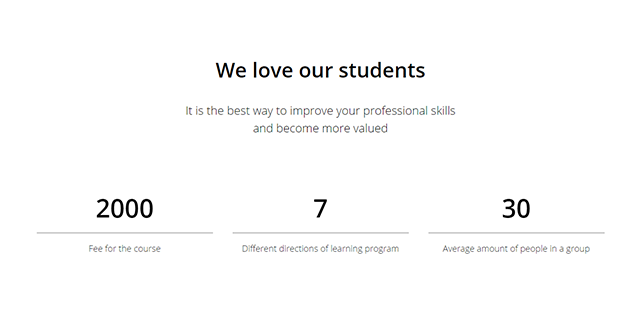 We love our students
It is the best way to improve your professional skills
and become more valued
2000
Fee for the course
7
Different directions of learning program
30
Average amount of people in a group